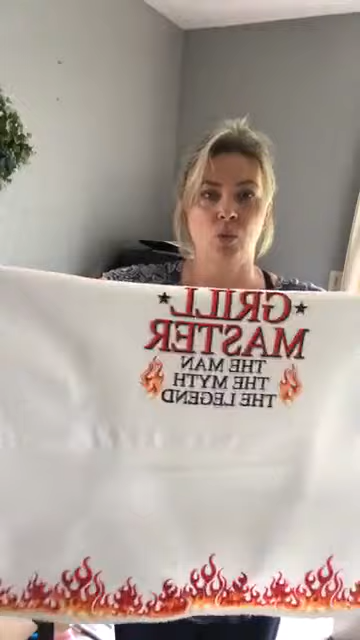 ★ GRILL ★
MASTER
THE MAN
THE MYTH
THE LEGEND